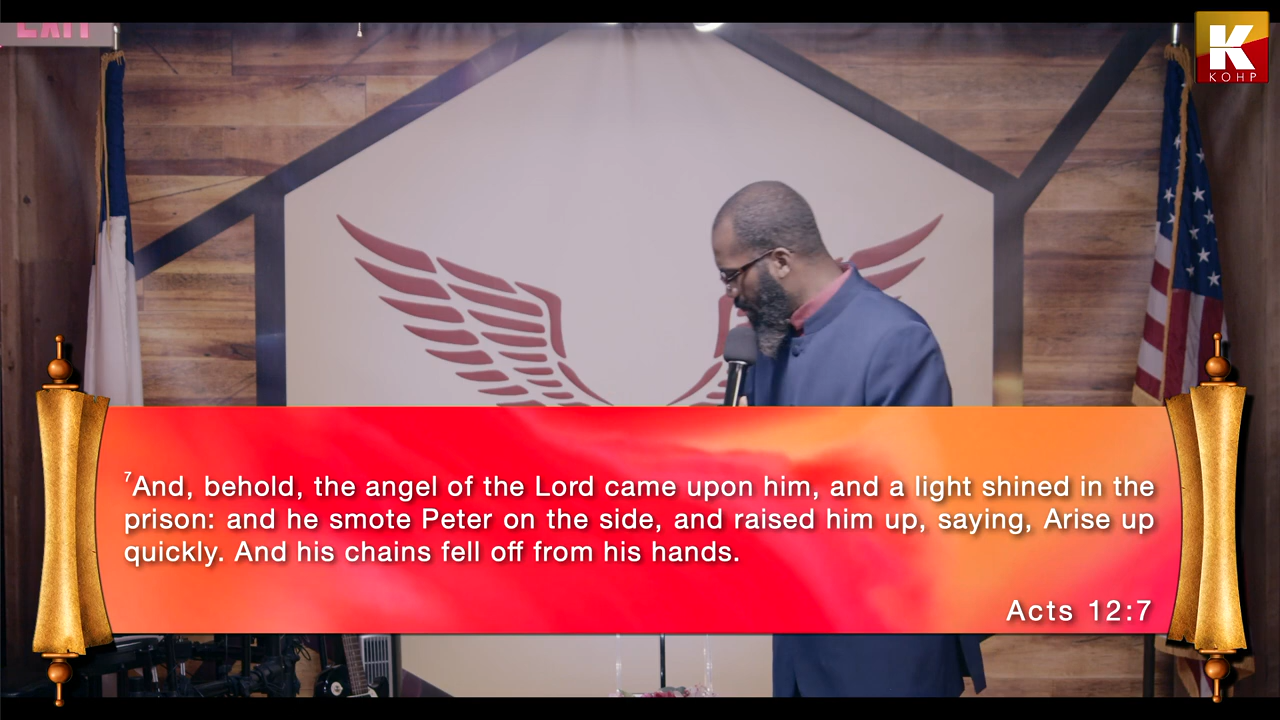 EXIT
K
KOHP
7And, behold, the angel of the Lord came upon him, and a light shined in the
prison: and he smote Peter on the side, and raised him up, saying, Arise up
quickly. And his chains fell off from his hands.
Acts 12:7